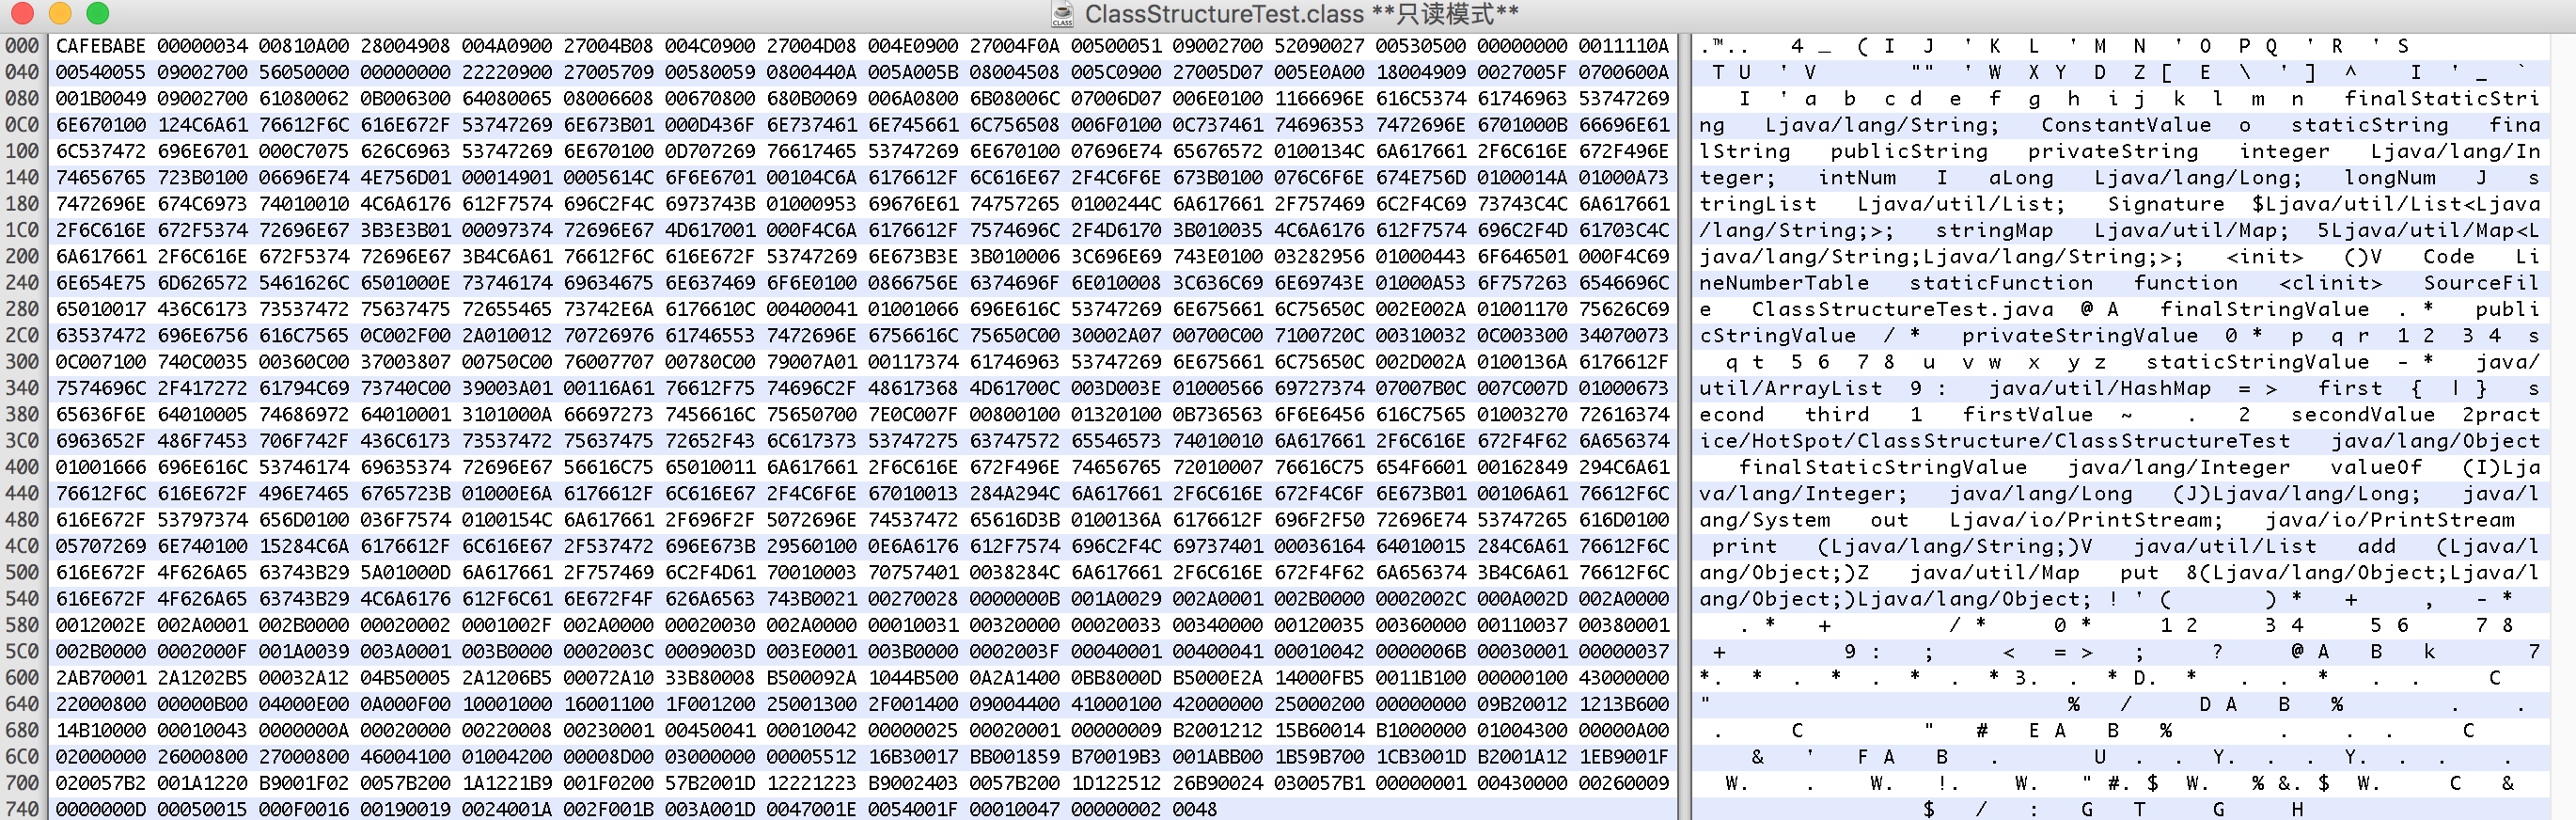 ClassStructureTest.class **只读模式**
000 CAFEBABE 00000034 00810A00 28004908 004A0900 27004B08 004C0900 27004D08 004E0900 27004F0A 00500051 09002700 52090027 00530500 00000000 0011110A .™.. 4 _ ( I J ' K L ' M N ' O P Q ' R ' S
040 00540055 09002700 56050000 00000000 22220900 27005709 00580059 0800440A 005A005B 08004508 005C0900 27005D07 005E0A00 18004909 0027005F 0700600A T U ' V "" ' W X Y D Z [ E \ ' ] ^ I ' _ `
080 001B0049 09002700 61080062 0B006300 64080065 08006608 00670800 680B0069 006A0800 6B08006C 07006D07 006E0100 1166696E 616C5374 61746963 53747269 I ' a b c d e f g h i j k l m n finalStaticStri
0C0 6E670100 124C6A61 76612F6C 616E672F 53747269 6E673B01 000D436F 6E737461 6E745661 6C756508 006F0100 0C737461 74696353 7472696E 6701000B 66696E61 ng Ljava/lang/String; ConstantValue o staticString fina
100 6C537472 696E6701 000C7075 626C6963 53747269 6E670100 0D707269 76617465 53747269 6E670100 07696E74 65676572 0100134C 6A617661 2F6C616E 672F496E lString publicString privateString integer Ljava/lang/In
140 74656765 723B0100 06696E74 4E756D01 00014901 0005614C 6F6E6701 00104C6A 6176612F 6C616E67 2F4C6F6E 673B0100 076C6F6E 674E756D 0100014A 01000A73 teger; intNum I aLong Ljava/lang/Long; longNum J s
180 7472696E 674C6973 74010010 4C6A6176 612F7574 696C2F4C 6973743B 01000953 69676E61 74757265 0100244C 6A617661 2F757469 6C2F4C69 73743C4C 6A617661 tringList Ljava/util/List; Signature $Ljava/util/List<Ljava
1C0 2F6C616E 672F5374 72696E67 3B3E3B01 00097374 72696E67 4D617001 000F4C6A 6176612F 7574696C 2F4D6170 3B010035 4C6A6176 612F7574 696C2F4D 61703C4C /lang/String;>; stringMap Ljava/util/Map; 5Ljava/util/Map<L
200 6A617661 2F6C616E 672F5374 72696E67 3B4C6A61 76612F6C 616E672F 53747269 6E673B3E 3B010006 3C696E69 743E0100 03282956 01000443 6F646501 000F4C69 java/lang/String;Ljava/lang/String;>; <init> ()V Code Li
240 6E654E75 6D626572 5461626C 6501000E 73746174 69634675 6E637469 6F6E0100 0866756E 6374696F 6E010008 3C636C69 6E69743E 01000A53 6F757263 6546696C neNumberTable staticFunction function <clinit> SourceFil
280 65010017 436C6173 73537472 75637475 72655465 73742E6A 6176610C 00400041 01001066 696E616C 53747269 6E675661 6C75650C 002E002A 01001170 75626C69 e ClassStructureTest.java @ A finalStringValue . * publi
2C0 63537472 696E6756 616C7565 0C002F00 2A010012 70726976 61746553 7472696E 6756616C 75650C00 30002A07 00700C00 7100720C 00310032 0C003300 34070073 cStringValue / * privateStringValue 0 * p q r 1 2 3 4 s
300 0C007100 740C0035 00360C00 37003807 00750C00 76007707 00780C00 79007A01 00117374 61746963 53747269 6E675661 6C75650C 002D002A 0100136A 6176612F q t 5 6 7 8 u v w x y z staticStringValue - * java/
340 7574696C 2F417272 61794C69 73740C00 39003A01 00116A61 76612F75 74696C2F 48617368 4D61700C 003D003E 01000566 69727374 07007B0C 007C007D 01000673 util/ArrayList 9 : java/util/HashMap = > first { | } s
380 65636F6E 64010005 74686972 64010001 3101000A 66697273 7456616C 75650700 7E0C007F 00800100 01320100 0B736563 6F6E6456 616C7565 01003270 72616374 econd third 1 firstValue ~ . 2 secondValue 2pract
3C0 6963652F 486F7453 706F742F 436C6173 73537472 75637475 72652F43 6C617373 53747275 63747572 65546573 74010010 6A617661 2F6C616E 672F4F62 6A656374 ice/HotSpot/ClassStructure/ClassStructureTest java/lang/Object
400 01001666 696E616C 53746174 69635374 72696E67 56616C75 65010011 6A617661 2F6C616E 672F496E 74656765 72010007 76616C75 654F6601 00162849 294C6A61 finalStaticStringValue java/lang/Integer valueOf (I)Lja
440 76612F6C 616E672F 496E7465 6765723B 01000E6A 6176612F 6C616E67 2F4C6F6E 67010013 284A294C 6A617661 2F6C616E 672F4C6F 6E673B01 00106A61 76612F6C va/lang/Integer; java/lang/Long (J)Ljava/lang/Long; java/l
480 616E672F 53797374 656D0100 036F7574 0100154C 6A617661 2F696F2F 5072696E 74537472 65616D3B 0100136A 6176612F 696F2F50 72696E74 53747265 616D0100 ang/System out Ljava/io/PrintStream; java/io/PrintStream
4C0 05707269 6E740100 15284C6A 6176612F 6C616E67 2F537472 696E673B 29560100 0E6A6176 612F7574 696C2F4C 69737401 00036164 64010015 284C6A61 76612F6C print (Ljava/lang/String;)V java/util/List add (Ljava/l
500 616E672F 4F626A65 63743B29 5A01000D 6A617661 2F757469 6C2F4D61 70010003 70757401 0038284C 6A617661 2F6C616E 672F4F62 6A656374 3B4C6A61 76612F6C ang/Object;)Z java/util/Map put 8(Ljava/lang/Object;Ljava/l
540 616E672F 4F626A65 63743B29 4C6A6176 612F6C61 6E672F4F 626A6563 743B0021 00270028 0000000B 001A0029 002A0001 002B0000 0002002C 000A002D 002A0000 ang/Object;)Ljava/lang/Object; ! ' ( ) * + , - *
580 0012002E 002A0001 002B0000 00020002 0001002F 002A0000 00020030 002A0000 00010031 00320000 00020033 00340000 00120035 00360000 00110037 00380001 . * + / * 0 * 1 2 3 4 5 6 7 8
5C0 002B0000 0002000F 001A0039 003A0001 003B0000 0002003C 0009003D 003E0001 003B0000 0002003F 00040001 00400041 00010042 0000006B 00030001 00000037 + 9 : ; < = > ; ? @ A B k 7
600 2AB70001 2A1202B5 00032A12 04B50005 2A1206B5 00072A10 33B80008 B500092A 1044B500 0A2A1400 0BB8000D B5000E2A 14000FB5 0011B100 00000100 43000000 *. * . * . * . * 3. . * D. * . . * . . C
640 22000800 00000B00 04000E00 0A000F00 10001000 16001100 1F001200 25001300 2F001400 09004400 41000100 42000000 25000200 00000000 09B20012 1213B600 " % / D A B % . .
680 14B10000 00010043 0000000A 00020000 00220008 00230001 00450041 00010042 00000025 00020001 00000009 B2001212 15B60014 B1000000 01004300 00000A00 . C " # E A B % . . . C
6C0 02000000 26000800 27000800 46004100 01004200 00008D00 03000000 00005512 16B30017 BB001859 B70019B3 001ABB00 1B59B700 1CB3001D B2001A12 1EB9001F & ' F A B . U . . Y. . . Y. . . .
700 020057B2 001A1220 B9001F02 0057B200 1A1221B9 001F0200 57B2001D 12221223 B9002403 0057B200 1D122512 26B90024 030057B1 00000001 00430000 00260009 W. . W. !. W. "#. $ W. %&. $ W. C &
740 0000000D 00050015 000F0016 00190019 0024001A 002F001B 003A001D 0047001E 0054001F 00010047 00000002 0048 $ / : G T G H